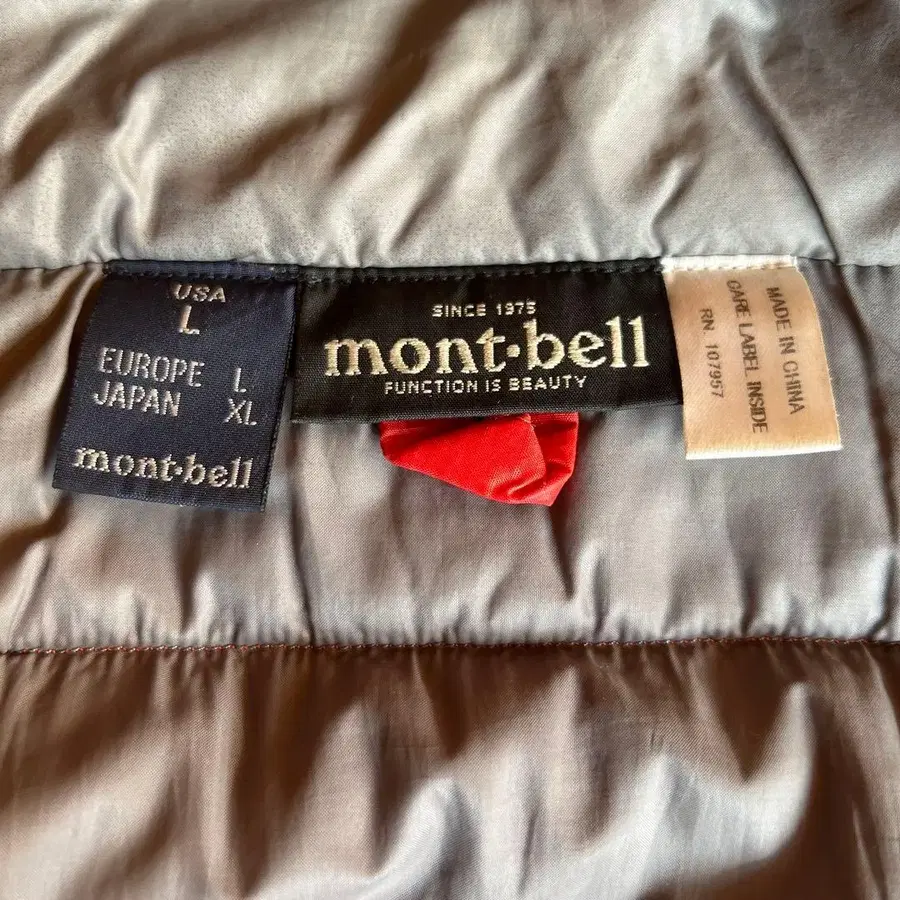 USA
L
EUROPE L
JAPAN XL
mont·bell
SINCE 1975
mont·bell
FUNCTION IS BEAUTY
MADE IN CHINA
CARE LABEL INSIDE
RN. 107957